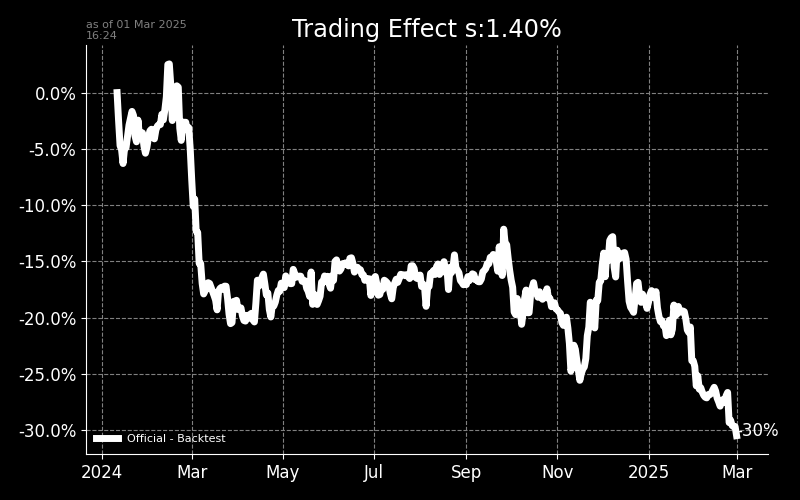 as of 01 Mar 2025
16:24
Trading Effect s:1.40%
0.0%
-5.0%
-10.0%
-15.0%
-20.0%
-25.0%
-30.0%
-30%
Official - Backtest
2024 Mar May Jul Sep Nov 2025 Mar